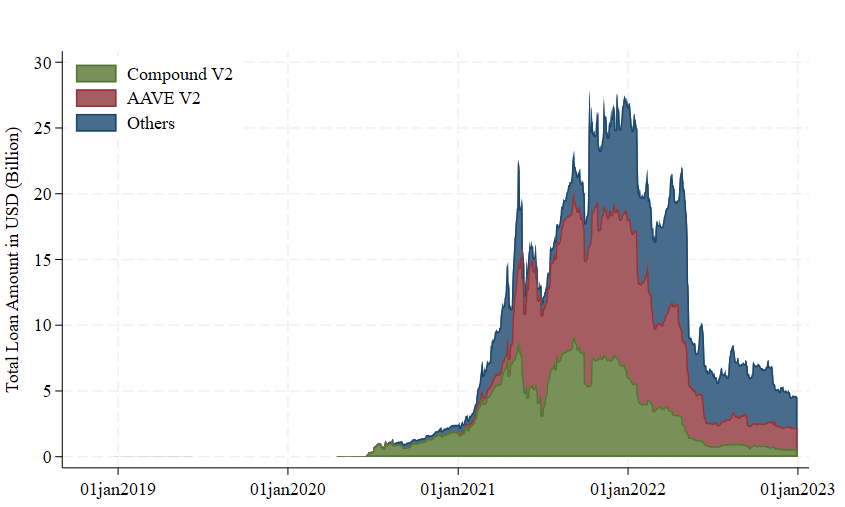 Total Loan Amount in USD (Billion)
30
25
20
15
10
5
0
Compound V2
AAVE V2
Others
01jan2019 01jan2020 01jan2021 01jan2022 01jan2023